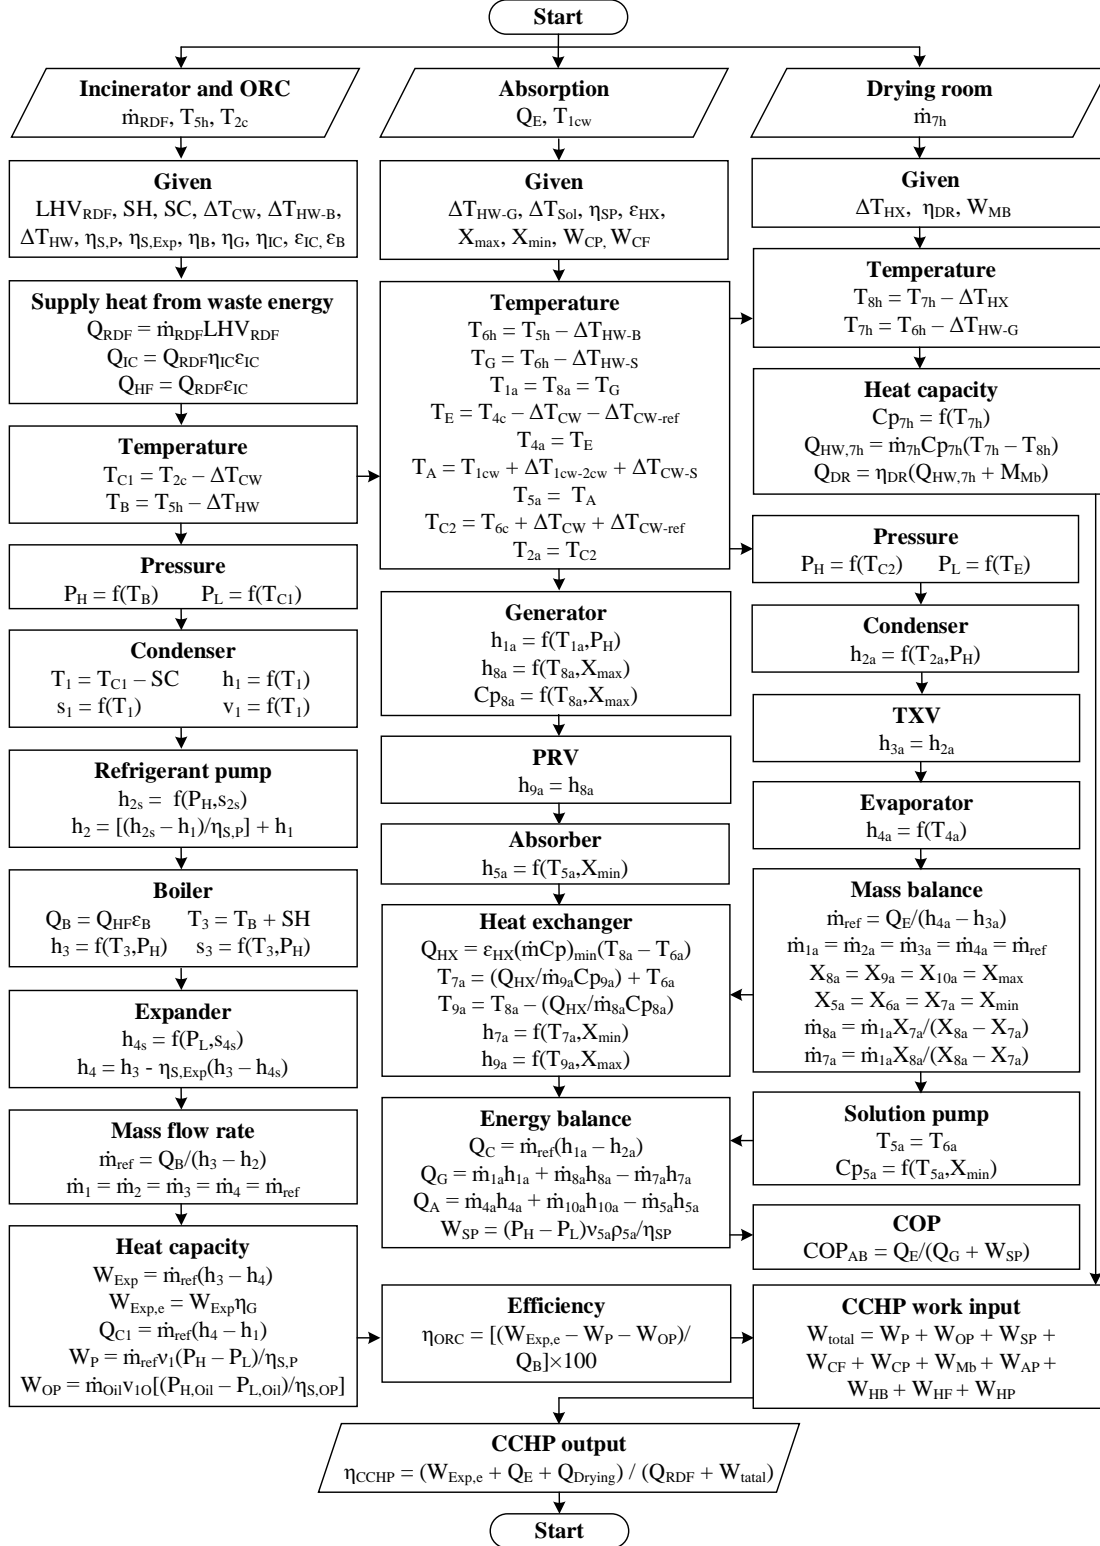 Start
Incinerator and ORC
ṁRDF, T5h, T2c
Absorption
QE, T1cw
Drying room
ṁ7h
Given
LHVRDF, SH, SC, ΔTCW, ΔTHW-B,
ΔTHW, ηS,P, ηS,Exp, ηB, ηG, ηIC, εIC, εB
Given
ΔTHW-G, ΔTSol, ηSP, εHX,
Xmax, Xmin, WCP, WCF
Given
ΔTHX, ηDR, WMB
Supply heat from waste energy
QRDF = ṁRDFLHVRDF
QIC = QRDFηICεIC
QHF = QRDFεIC
Temperature
TC1 = T2c − ΔTCW
TB = T5h − ΔTHW
Pressure
PH = f(TB) PL = f(TC1)
Condenser
T1 = TC1 − SC h1 = f(T1)
s1 = f(T1) v1 = f(T1)
Refrigerant pump
h2s = f(PH,s2s)
h2 = [(h2s − h1)/ηS,P] + h1
Boiler
QB = QHFεB T3 = TB + SH
h3 = f(T3,PH) s3 = f(T3,PH)
Expander
h4s = f(PL,s4s)
h4 = h3 - ηS,Exp(h3 − h4s)
Mass flow rate
ṁref = QB/(h3 − h2)
ṁ1 = ṁ2 = ṁ3 = ṁ4 = ṁref
Heat capacity
WExp = ṁref(h3 − h4)
WExp,e = WExpηG
QC1 = ṁref(h4 − h1)
WP = ṁrefv1(PH − PL)/ηS,P
WOP = ṁOilv1O[(PH,Oil − PL,Oil)/ηS,OP]
Temperature
T6h = T5h − ΔTHW-B
TG = T6h − ΔTHW-S
T1a = T8a = TG
TE = T4c − ΔTCW − ΔTCW-ref
T4a = TE
TA = T1cw + ΔT1cw-2cw + ΔTCW-S
T5a = TA
TC2 = T6c + ΔTCW + ΔTCW-ref
T2a = TC2
Generator
h1a = f(T1a,PH)
h8a = f(T8a,Xmax)
Cp8a = f(T8a,Xmax)
PRV
h9a = h8a
Absorber
h5a = f(T5a,Xmin)
Heat exchanger
QHX = εHX(ṁCp)min(T8a − T6a)
T7a = (QHX/ṁ9aCp9a) + T6a
T9a = T8a − (QHX/ṁ8aCp8a)
h7a = f(T7a,Xmin)
h9a = f(T9a,Xmax)
Energy balance
QC = ṁref(h1a − h2a)
QG = ṁ1ah1a + ṁ8ah8a − ṁ7ah7a
QA = ṁ4ah4a + ṁ10ah10a − ṁ5ah5a
WSP = (PH − PL)v5aρ5a/ηSP
Efficiency
ηORC = [(WExp,e − WP − WOP)/
QB]×100
Temperature
T8h = T7h − ΔTHX
T7h = T6h − ΔTHW-G
Heat capacity
Cp7h = f(T7h)
QHW,7h = ṁ7hCp7h(T7h − T8h)
QDR = ηDR(QHW,7h + MMb)
Pressure
PH = f(TC2) PL = f(TE)
Condenser
h2a = f(T2a,PH)
TXV
h3a = h2a
Evaporator
h4a = f(T4a)
Mass balance
ṁref = QE/(h4a − h3a)
ṁ1a = ṁ2a = ṁ3a = ṁ4a = ṁref
X8a = X9a = X10a = Xmax
X5a = X6a = X7a = Xmin
ṁ8a = ṁ1aX7a/(X8a − X7a)
ṁ7a = ṁ1aX8a/(X8a − X7a)
Solution pump
T5a = T6a
Cp5a = f(T5a,Xmin)
COP
COPAB = QE/(QG + WSP)
CCHP work input
Wtotal = WP + WOP + WSP +
WCF + WCP + WMb + WAP +
WHB + WHF + WHP
CCHP output
ηCCHP = (WExp,e + QE + QDrying) / (QRDF + Wtatal)
Start